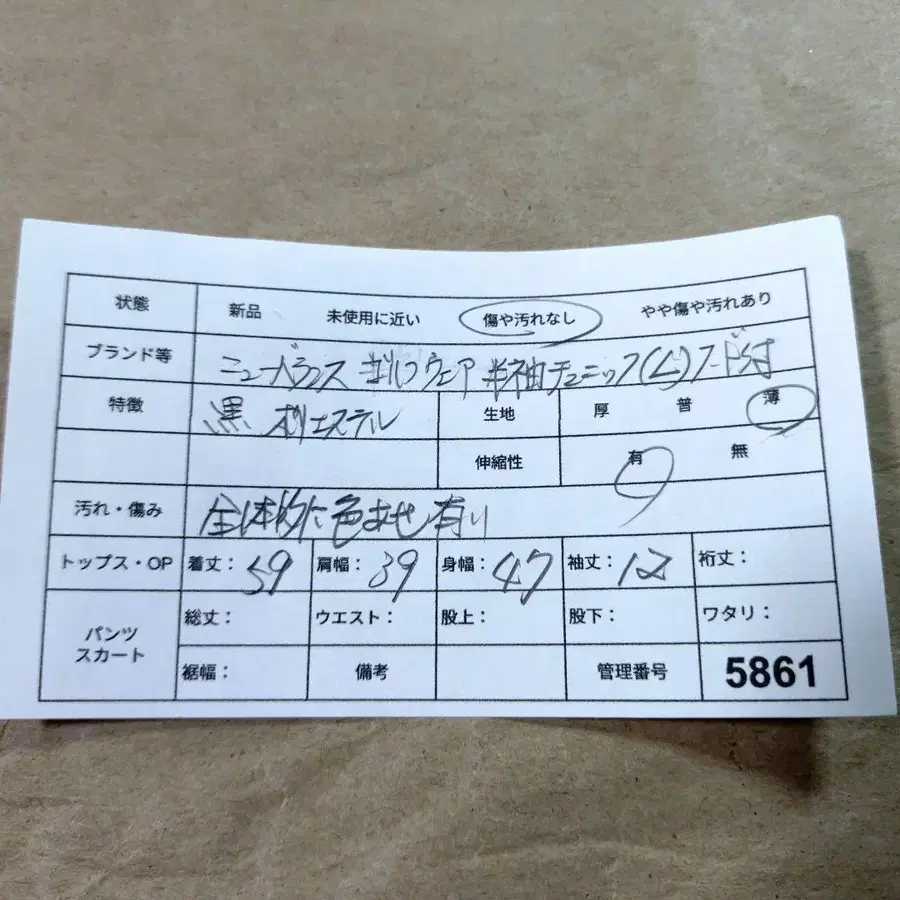 状態 新品 未使用に近い 傷や汚れなし やや傷や汚れあり
ブランド等 ニューバランス ゴルフウェア 半袖チュニック(L)フード付
特徴 黒 ポリエステル 生地 厚 普 薄
伸縮性 有 無
汚れ・傷み 全体的に色あせ有り
トップス・OP 着丈:59 肩幅:39 身幅:47 袖丈:12 裄丈:
パンツ スカート 総丈: ウエスト: 股上: 股下: ワタリ:
裾幅: 備考 管理番号 5861